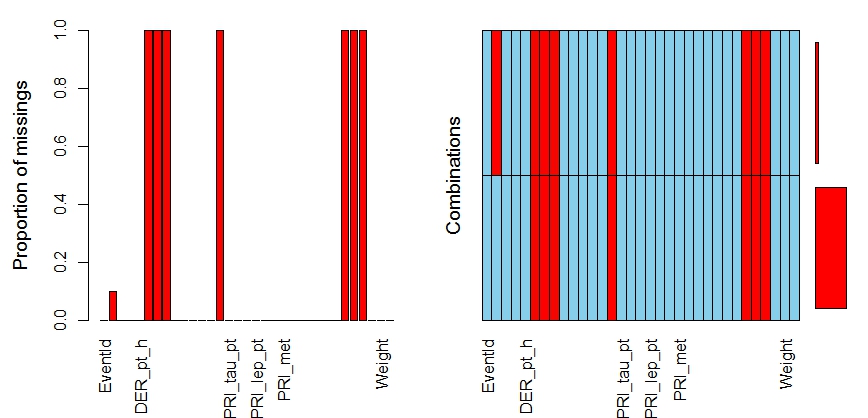 Proportion of missings
0.0
0.2
0.4
0.6
0.8
1.0
EventId
DER_pt_h
PRI_tau_pt
PRI_lep_pt
PRI_met
Weight
Combinations
EventId
DER_pt_h
PRI_tau_pt
PRI_lep_pt
PRI_met
Weight